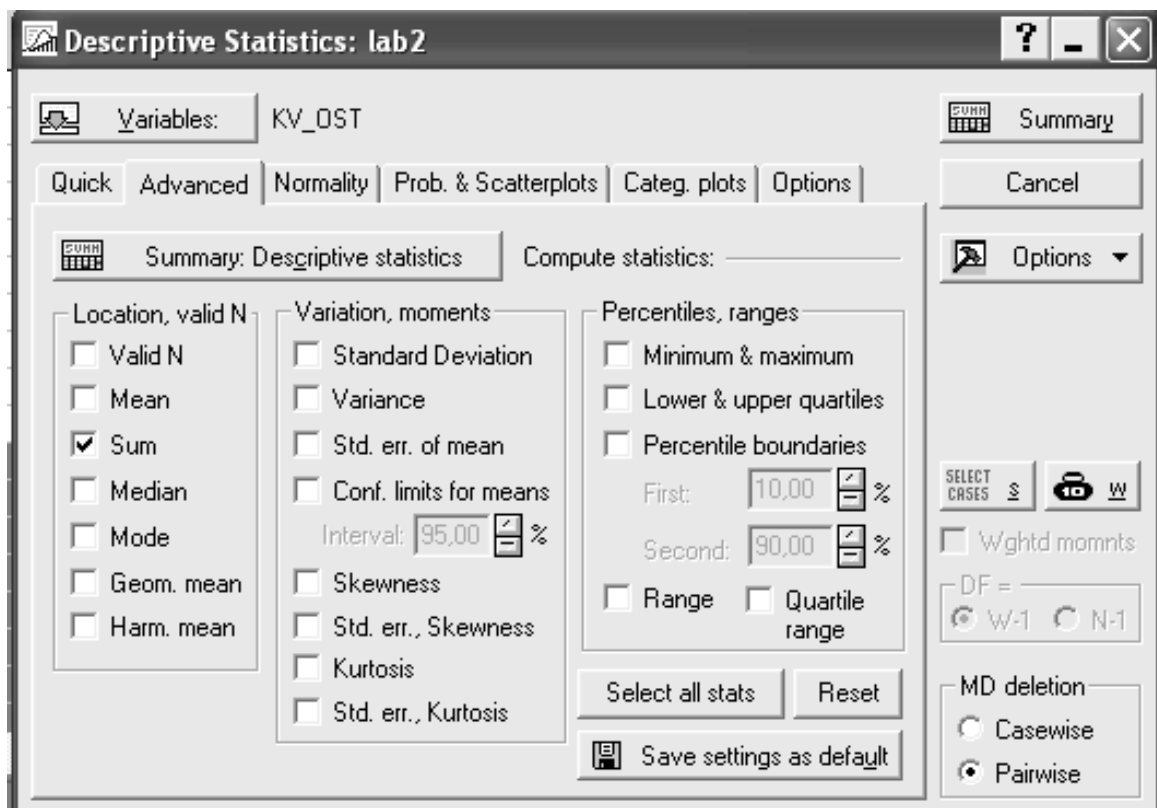 Descriptive Statistics: lab2
?
Variables:
KV_OST
SUMM
Summary
Quick
Advanced
Normality
Prob. & Scatterplots
Categ. plots
Options
Cancel
SUMM
Summary: Descriptive statistics
Compute statistics:
Options
Location, valid N
Valid N
Mean
Sum
Median
Mode
Geom. mean
Harm. mean
Variation, moments
Standard Deviation
Variance
Std. err. of mean
Conf. limits for means
Interval: 95,00 %
Skewness
Std. err., Skewness
Kurtosis
Std. err., Kurtosis
Percentiles, ranges
Minimum & maximum
Lower & upper quartiles
Percentile boundaries
First: 10,00 %
Second: 90,00 %
Range
Quartile
range
Select all stats
Reset
Save settings as default
SELECT
CASES S
W
Wghtd momnts
DF =
W-1
N-1
MD deletion
Casewise
Pairwise